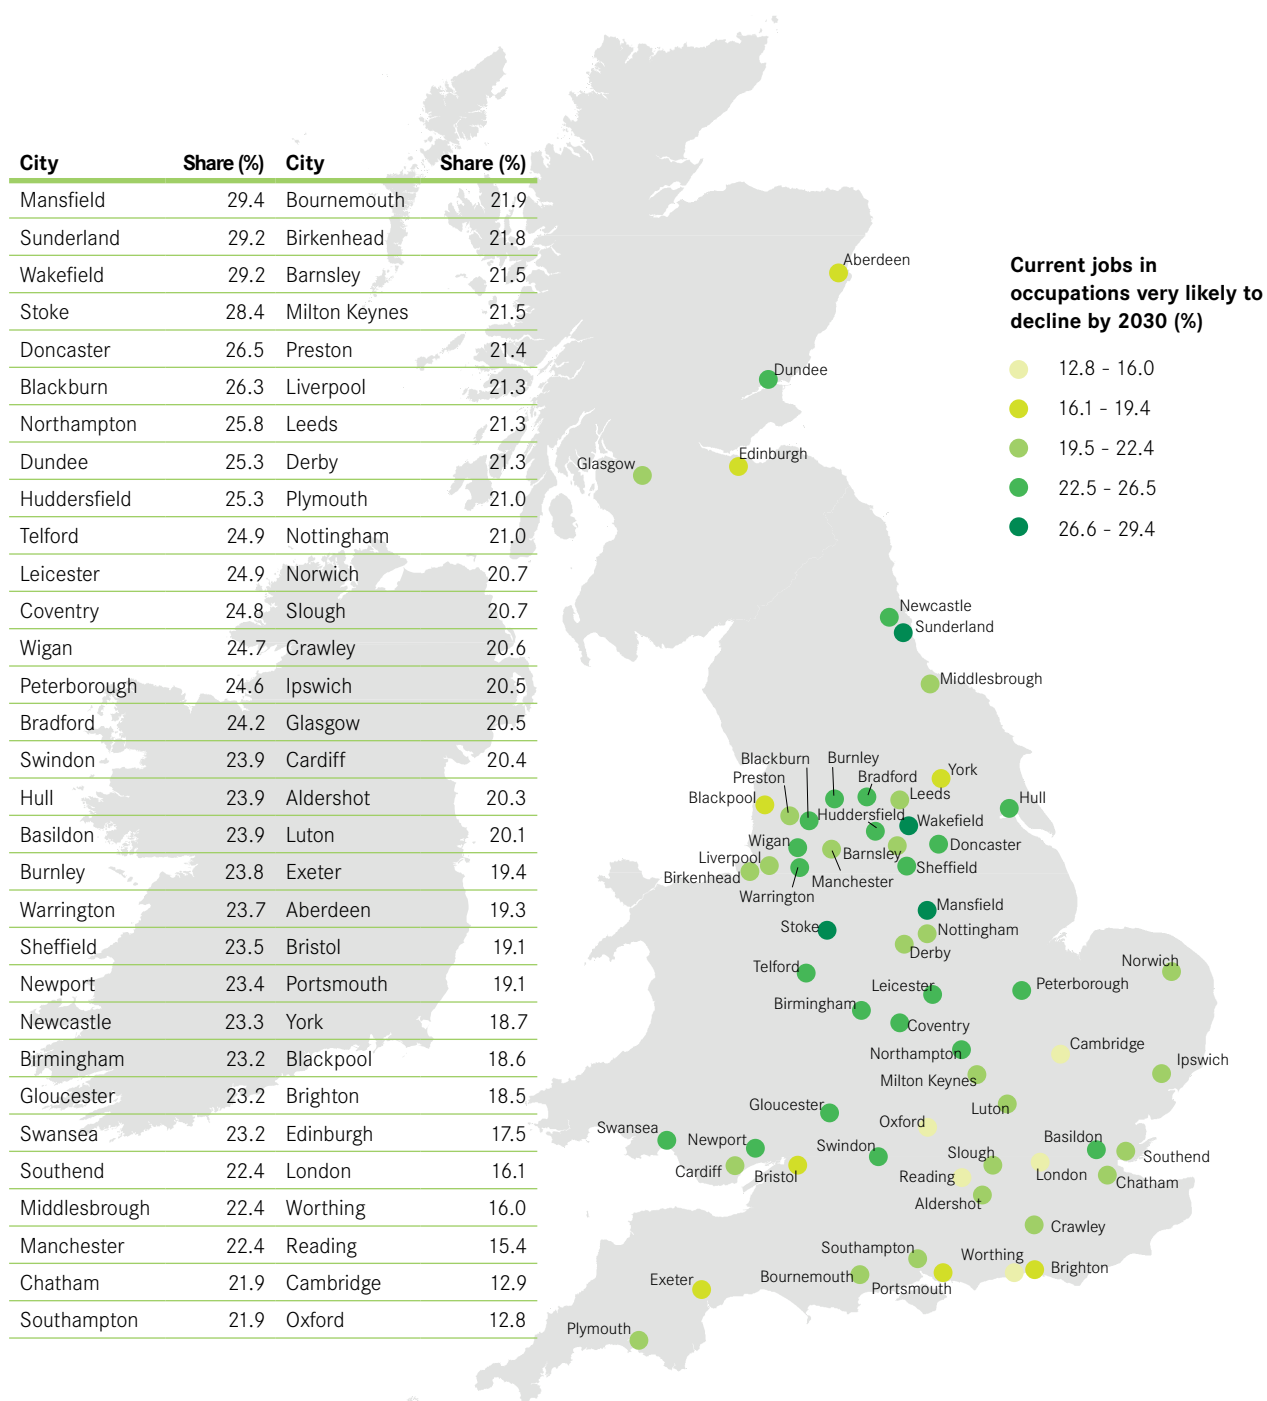 City Share (%) City Share (%)
Mansfield 29.4 Bournemouth 21.9
Sunderland 29.2 Birkenhead 21.8
Wakefield 29.2 Barnsley 21.5
Stoke 28.4 Milton Keynes 21.5
Doncaster 26.5 Preston 21.4
Blackburn 26.3 Liverpool 21.3
Northampton 25.8 Leeds 21.3
Dundee 25.3 Derby 21.3
Huddersfield 25.3 Plymouth 21.0
Telford 24.9 Nottingham 21.0
Leicester 24.9 Norwich 20.7
Coventry 24.8 Slough 20.7
Wigan 24.7 Crawley 20.6
Peterborough 24.6 Ipswich 20.5
Bradford 24.2 Glasgow 20.5
Swindon 23.9 Cardiff 20.4
Hull 23.9 Aldershot 20.3
Basildon 23.9 Luton 20.1
Burnley 23.8 Exeter 19.4
Warrington 23.7 Aberdeen 19.3
Sheffield 23.5 Bristol 19.1
Newport 23.4 Portsmouth 19.1
Newcastle 23.3 York 18.7
Birmingham 23.2 Blackpool 18.6
Gloucester 23.2 Brighton 18.5
Swansea 23.2 Edinburgh 17.5
Southend 22.4 London 16.1
Middlesbrough 22.4 Worthing 16.0
Manchester 22.4 Reading 15.4
Chatham 21.9 Cambridge 12.9
Southampton 21.9 Oxford 12.8
Current jobs in
occupations very likely to
decline by 2030 (%)
12.8 - 16.0
16.1 - 19.4
19.5 - 22.4
22.5 - 26.5
26.6 - 29.4
Aberdeen
Dundee
Edinburgh
Glasgow
Newcastle
Sunderland
Middlesbrough
Blackburn
Burnley
York
Preston
Bradford
Blackpool
Leeds
Hull
Huddersfield
Wakefield
Wigan
Doncaster
Liverpool
Barnsley
Sheffield
Birkenhead
Manchester
Warrington
Mansfield
Stoke
Nottingham
Derby
Norwich
Telford
Leicester
Peterborough
Birmingham
Coventry
Cambridge
Northampton
Ipswich
Milton Keynes
Gloucester
Luton
Oxford
Swansea
Newport
Swindon
Basildon
Slough
Southend
Cardiff
Bristol
Reading
London
Chatham
Aldershot
Crawley
Southampton
Worthing
Brighton
Exeter
Bournemouth
Portsmouth
Plymouth